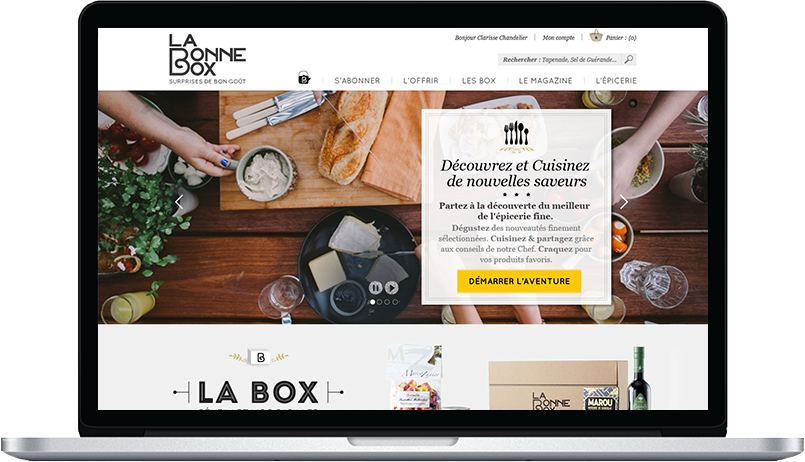 LA
BONNE
BOX
SURPRISES DE BON GOÛT
Bonjour Clarisse Chandelier | Mon compte | Panier : (0)
Rechercher : Tapenade, Sel de Guérande...
B S'ABONNER L'OFFRIR LES BOX LE MAGAZINE L'ÉPICERIE
Découvrez et Cuisinez
de nouvelles saveurs
Partez à la découverte du meilleur
de l'épicerie fine.
Dégustez des nouveautés finement
sélectionnées. Cuisinez & partagez grâce
aux conseils de notre Chef. Craquez pour
vos produits favoris.
DÉMARRER L'AVENTURE
B
LA BOX
LA
BONNE
BOX
MAROU